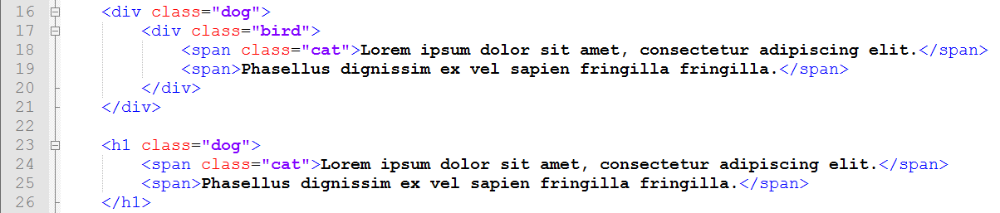 16 <div class="dog">
17 <div class="bird">
18 <span class="cat">Lorem ipsum dolor sit amet, consectetur adipiscing elit.</span>
19 <span>Phasellus dignissim ex vel sapien fringilla fringilla.</span>
20 </div>
21 </div>
22
23 <h1 class="dog">
24 <span class="cat">Lorem ipsum dolor sit amet, consectetur adipiscing elit.</span>
25 <span>Phasellus dignissim ex vel sapien fringilla fringilla.</span>
26 </h1>